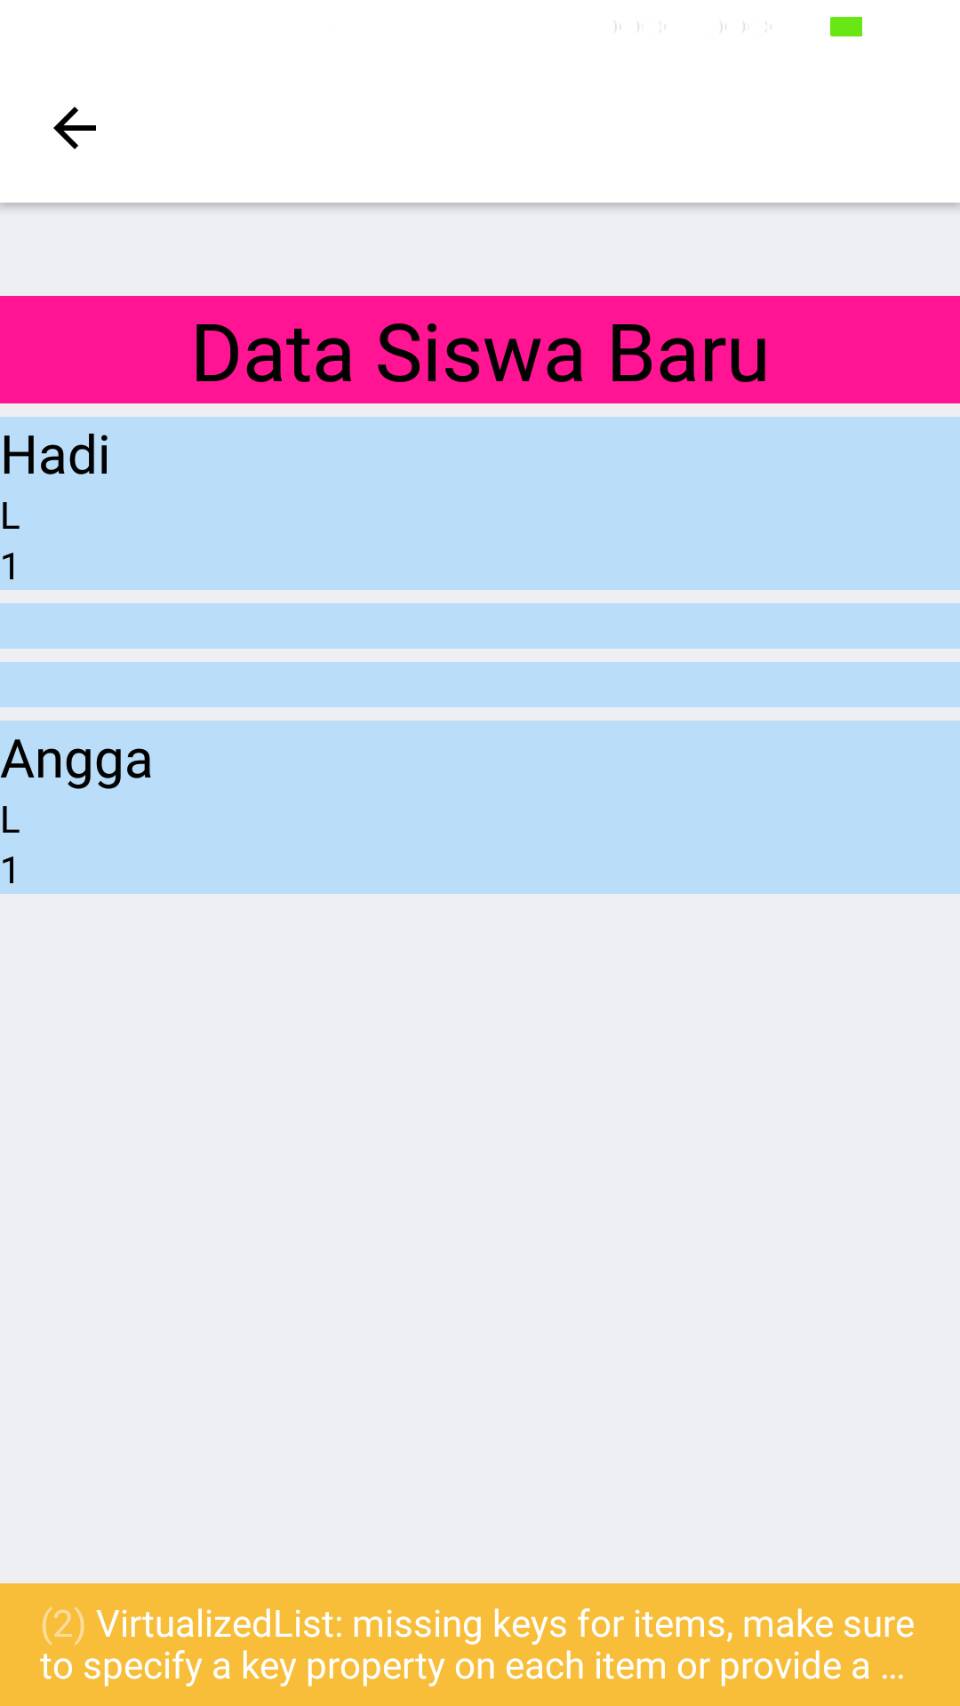 Data Siswa Baru
Hadi
L
1
Angga
L
1
(2) VirtualizedList: missing keys for items, make sure
to specify a key property on each item or provide a ...